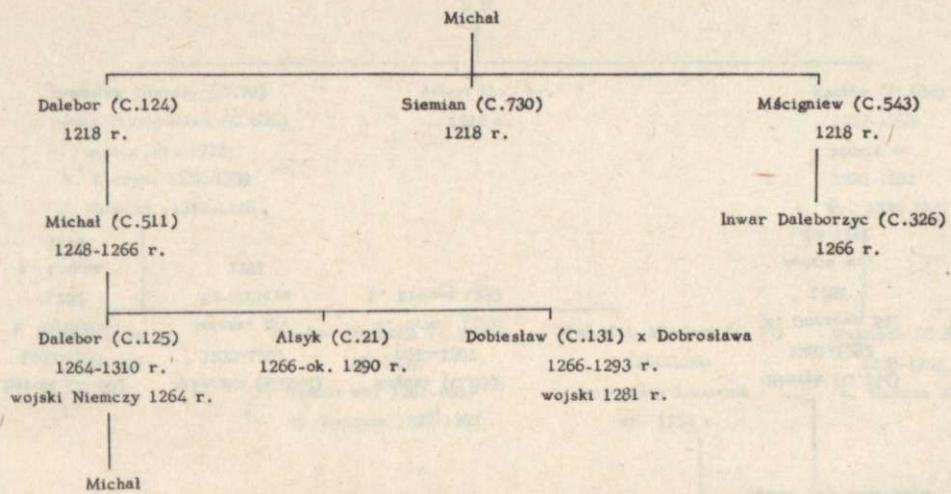 Michał
Dalebor (C.124) Siemian (C.730) Mścigniew (C.543)
1218 r. 1218 r. 1218 r.
Michał (C.511) Inwar Daleborzyc (C.326)
1248-1266 r. 1266 r.
Dalebor (C.125) Alsyk (C.21) Dobiesław (C.131) x Dobrosława
1264-1310 r. 1266-ok. 1290 r. 1266-1293 r.
wojski Niemczy 1264 r. wojski 1281 r.
Michał